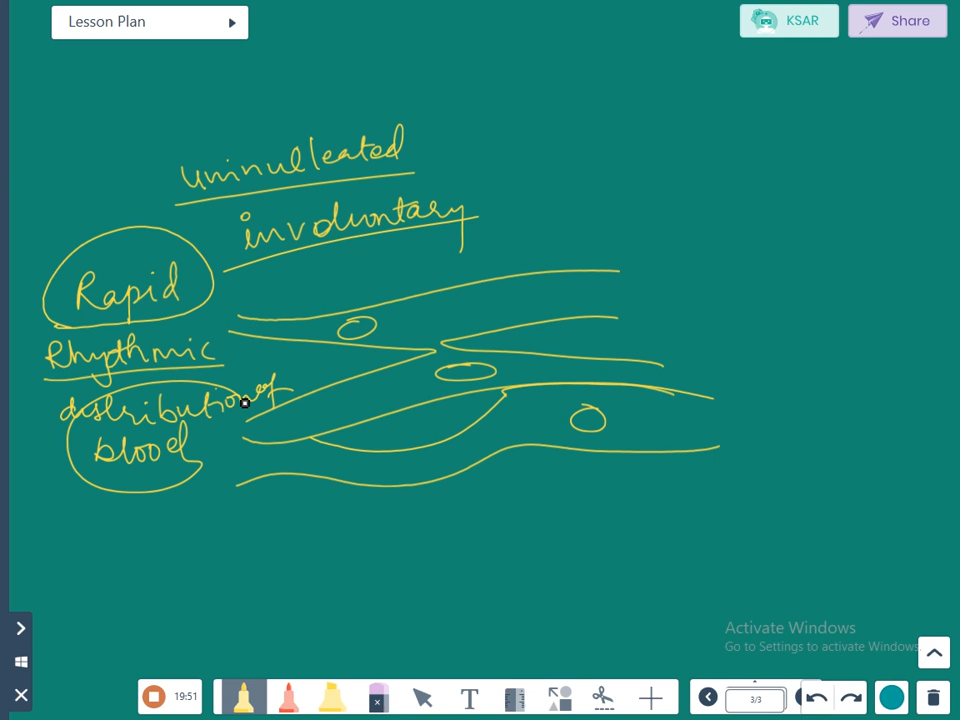 Lesson Plan
KSAR
Share
uninulleated
involuntary
Rapid
Rhythmic
distribution of
blood
Activate Windows
Go to Settings to activate Windows.
19:51
T
3/3